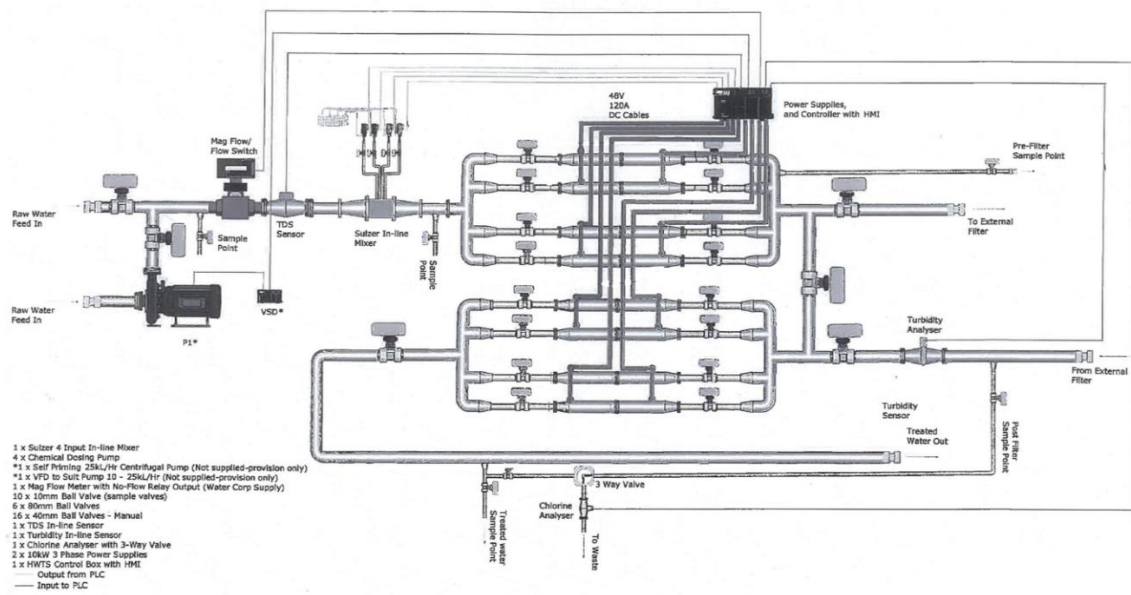 48V
120A
DC Cables
Power Supplies,
and Controller with HMI
Mag Flow/
Flow Switch
Pre-Filter
Sample Point
Raw Water
Feed In
Sample
Point
TDS
Sensor
Sulzer In-line
Mixer
Sample
Point
To External
Filter
Raw Water
Feed In
VSD*
P1*
Turbidity
Analyser
From External
Filter
Turbidity
Sensor
Treated
Water Out
Post Filter
Sample Point
3 Way Valve
Chlorine
Analyser
Treated water
Sample Point
To Waste
1 x Sulzer 4 Input In-line Mixer
4 x Chemical Dosing Pump
*1 x Self Priming 25kL/Hr Centrifugal Pump (Not supplied-provision only)
*1 x VFD to Suit Pump 10 - 25kL/Hr (Not supplied-provision only)
1 x Mag Flow Meter with No-Flow Relay Output (Water Corp Supply)
10 x 10mm Ball Valve (sample valves)
6 x 80mm Ball Valves
16 x 40mm Ball Valves - Manual
1 x TDS In-line Sensor
1 x Turbidity In-line Sensor
1 x Chlorine Analyser with 3-Way Valve
2 x 10kW 3 Phase Power Supplies
1 x HWTS Control Box with HMI
Output from PLC
Input to PLC